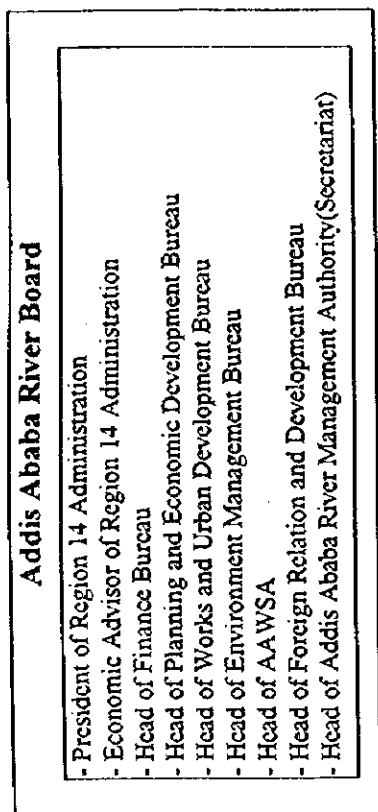 Addis Ababa River Board
- President of Region 14 Administration
- Economic Advisor of Region 14 Administration
- Head of Finance Bureau
- Head of Planning and Economic Development Bureau
- Head of Works and Urban Development Bureau
- Head of Environment Management Bureau
- Head of AAWSA
- Head of Foreign Relation and Development Bureau
- Head of Addis Ababa River Management Authority(Secretariat)